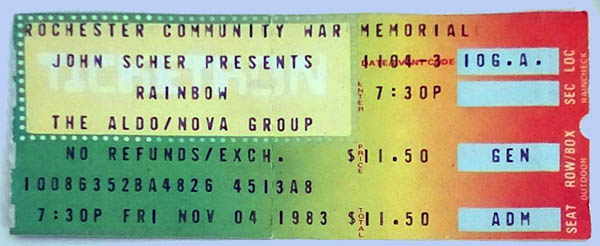 ROCHESTER COMMUNITY WAR MEMORIAL
JOHN SCHER PRESENTS
DATE/EVENT CODE
1104-3
10G.A.
RAINBOW
ENTER
7:30P
THE ALDO/NOVA GROUP
NO REFUNDS/EXCH.
PRICE
$11.50
GEN
10086352BA4826 4513A8
7:30P FRI NOV 04 1983
TOTAL
$11.50
ADM
SEAT ROW/BOX SEC LOC
OUTDOOR RAINCHECK
TICKETRON